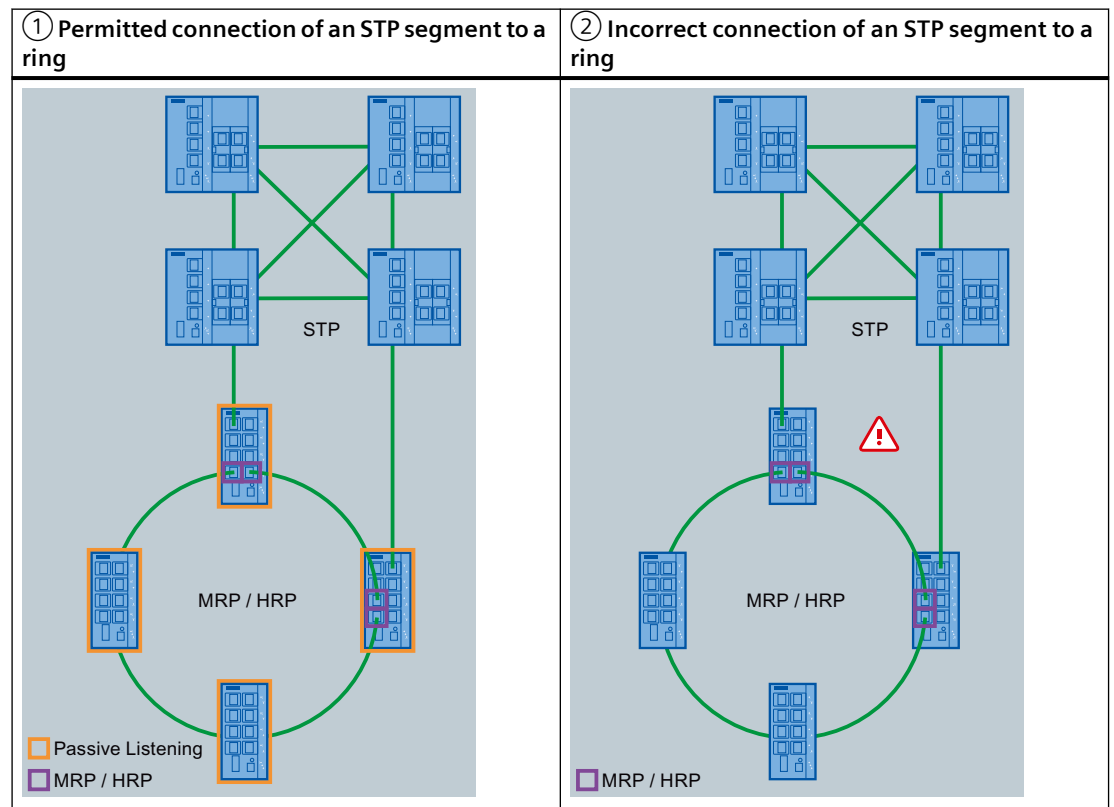 ① Permitted connection of an STP segment to a
ring
② Incorrect connection of an STP segment to a
ring
STP
MRP / HRP
Passive Listening
MRP / HRP
STP
MRP / HRP
MRP / HRP